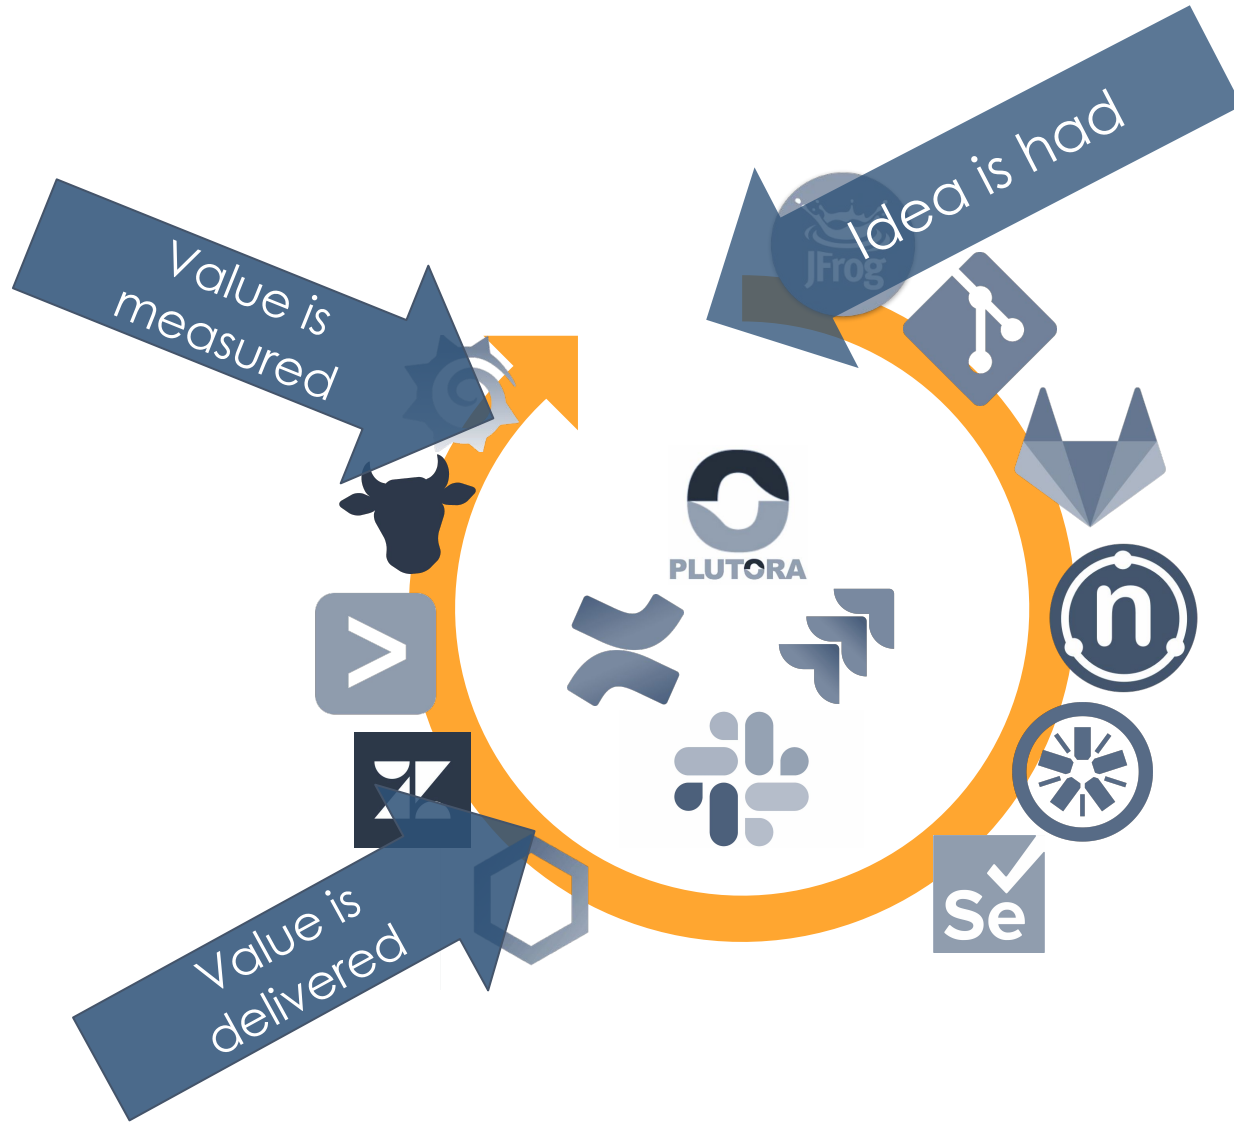 Idea is had
JFrog
Value is
measured
PLUTORA
n
>
Se
Value is
delivered